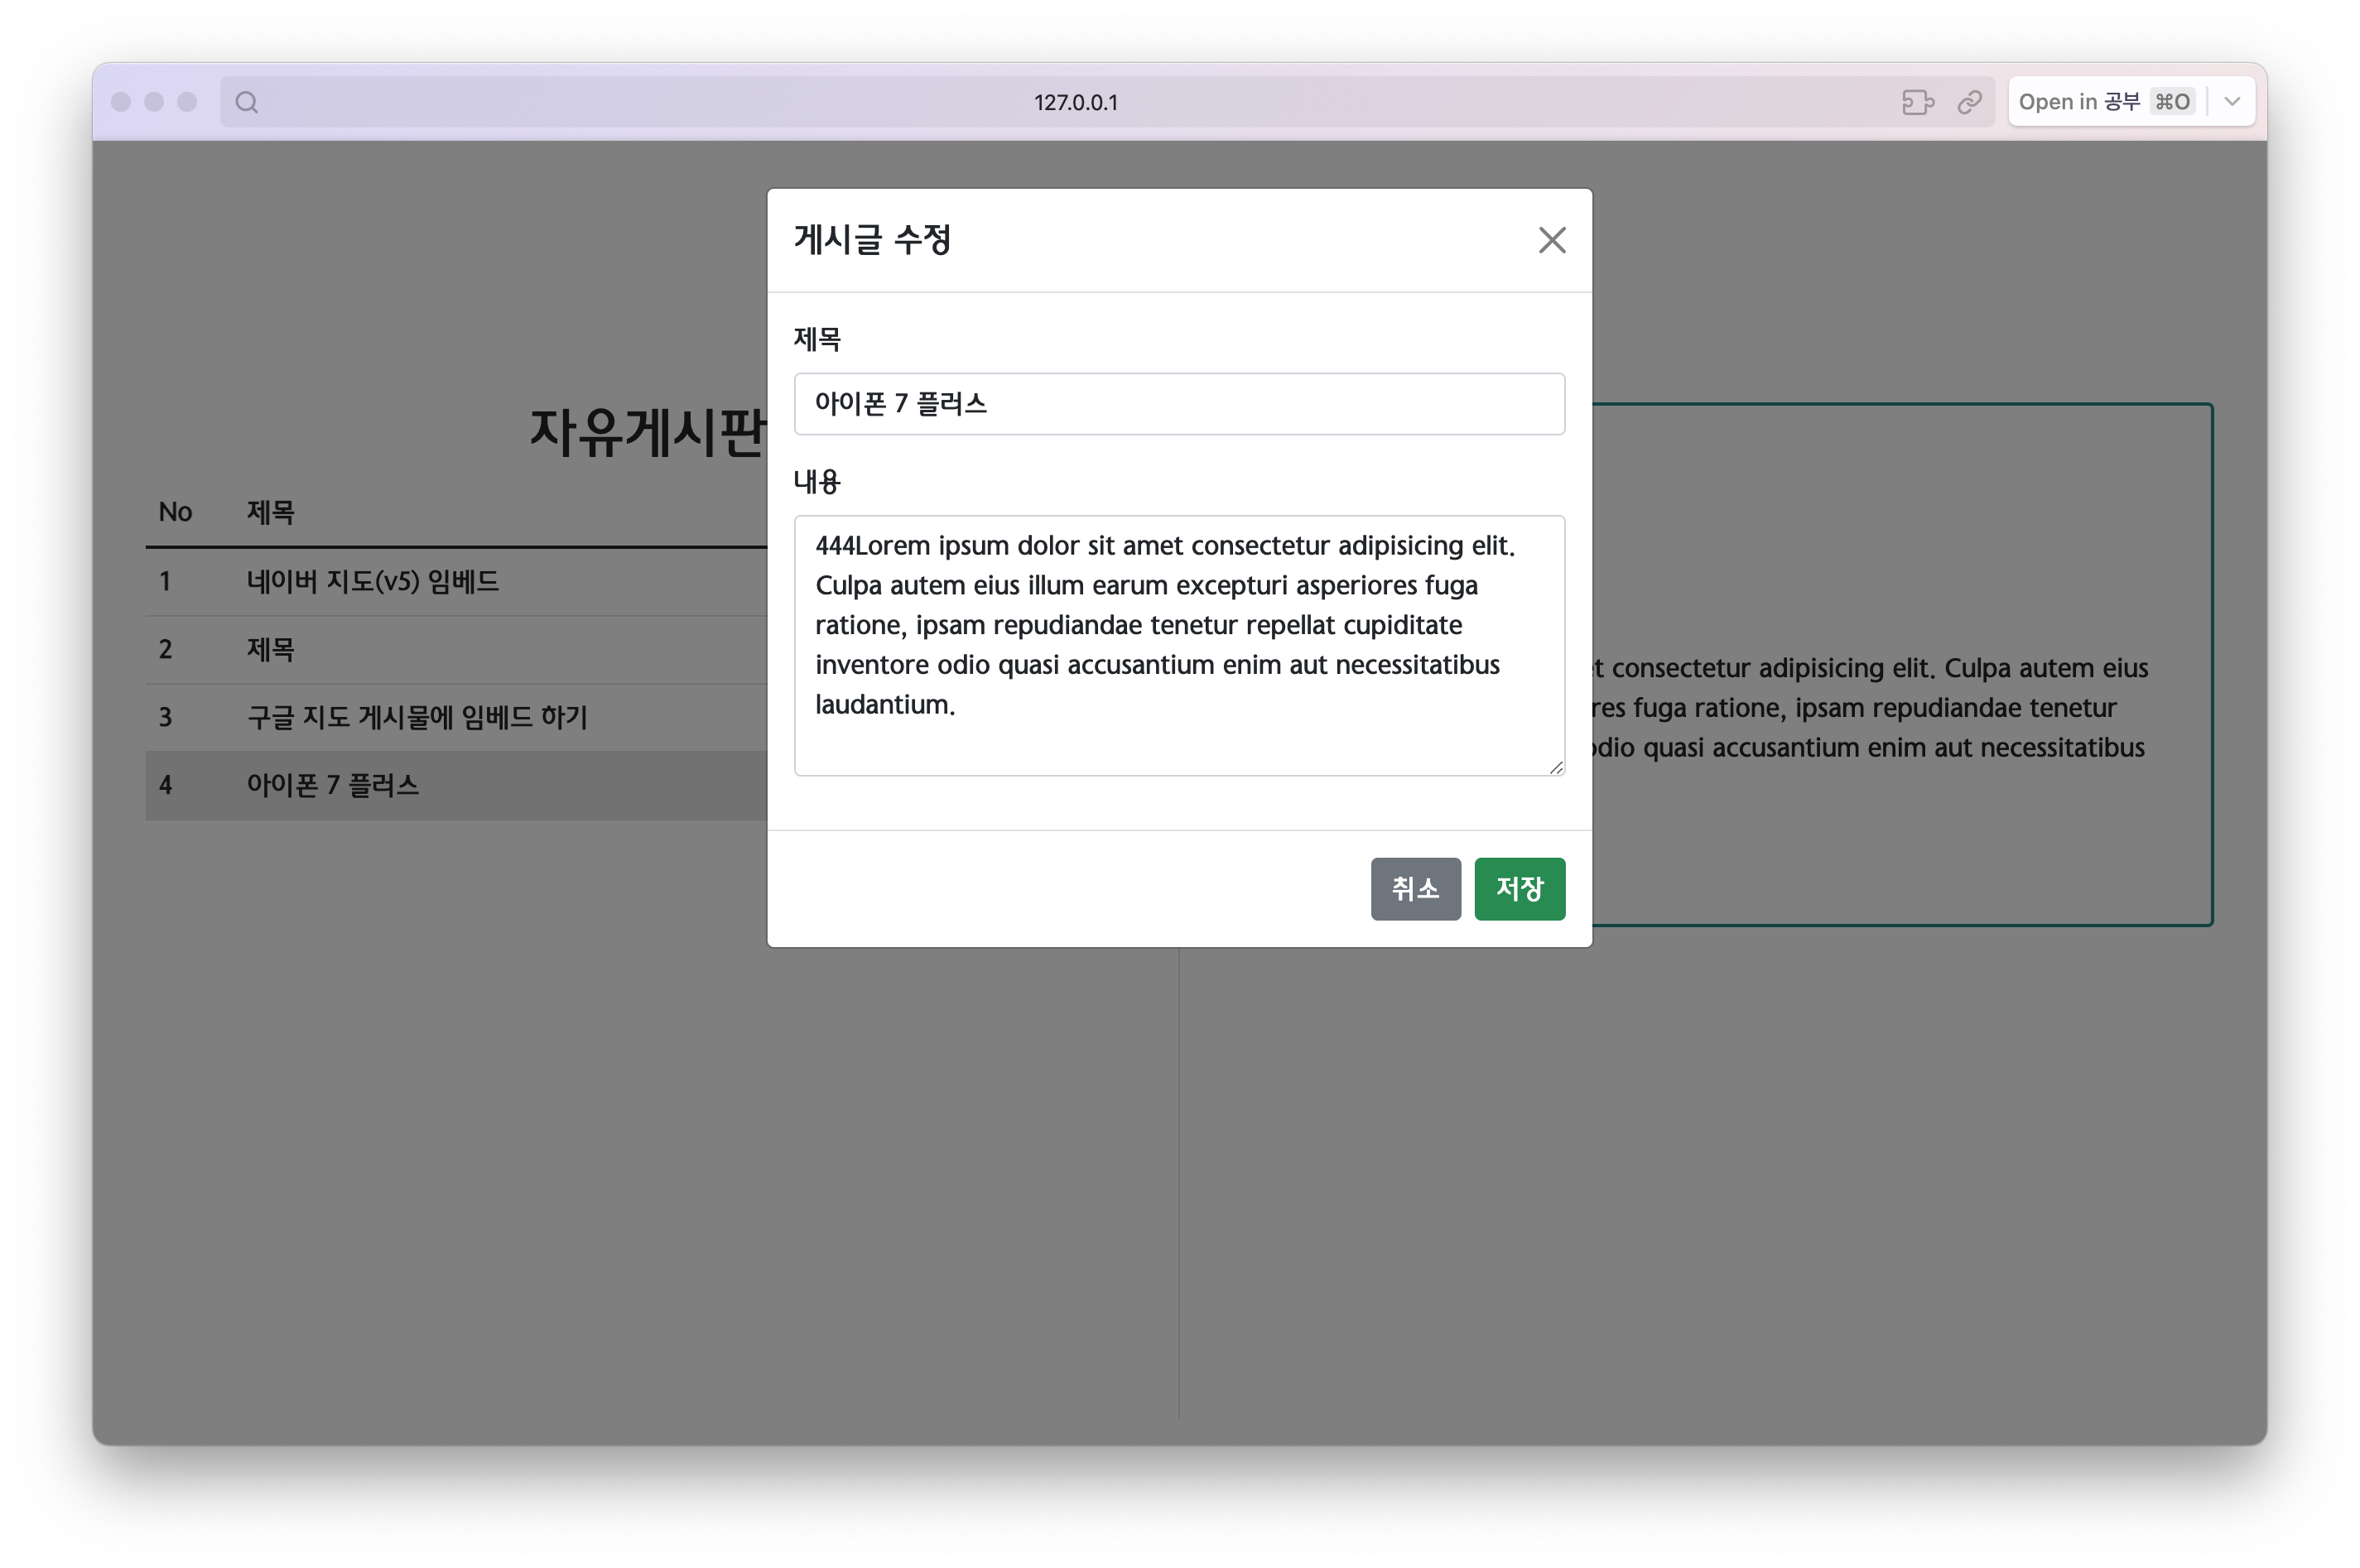 127.0.0.1
Open in 공부 ⌘O
게시글 수정
제목
아이폰 7 플러스
내용
444Lorem ipsum dolor sit amet consectetur adipisicing elit.
Culpa autem eius illum earum excepturi asperiores fuga
ratione, ipsam repudiandae tenetur repellat cupiditate
inventore odio quasi accusantium enim aut necessitatibus
laudantium.
취소 저장
자유게시판
No 제목
1 네이버 지도(v5) 임베드
2 제목
3 구글 지도 게시물에 임베드 하기
4 아이폰 7 플러스
consectetur adipisicing elit. Culpa autem eius
fuga ratione, ipsam repudiandae tenetur
quasi accusantium enim aut necessitatibus